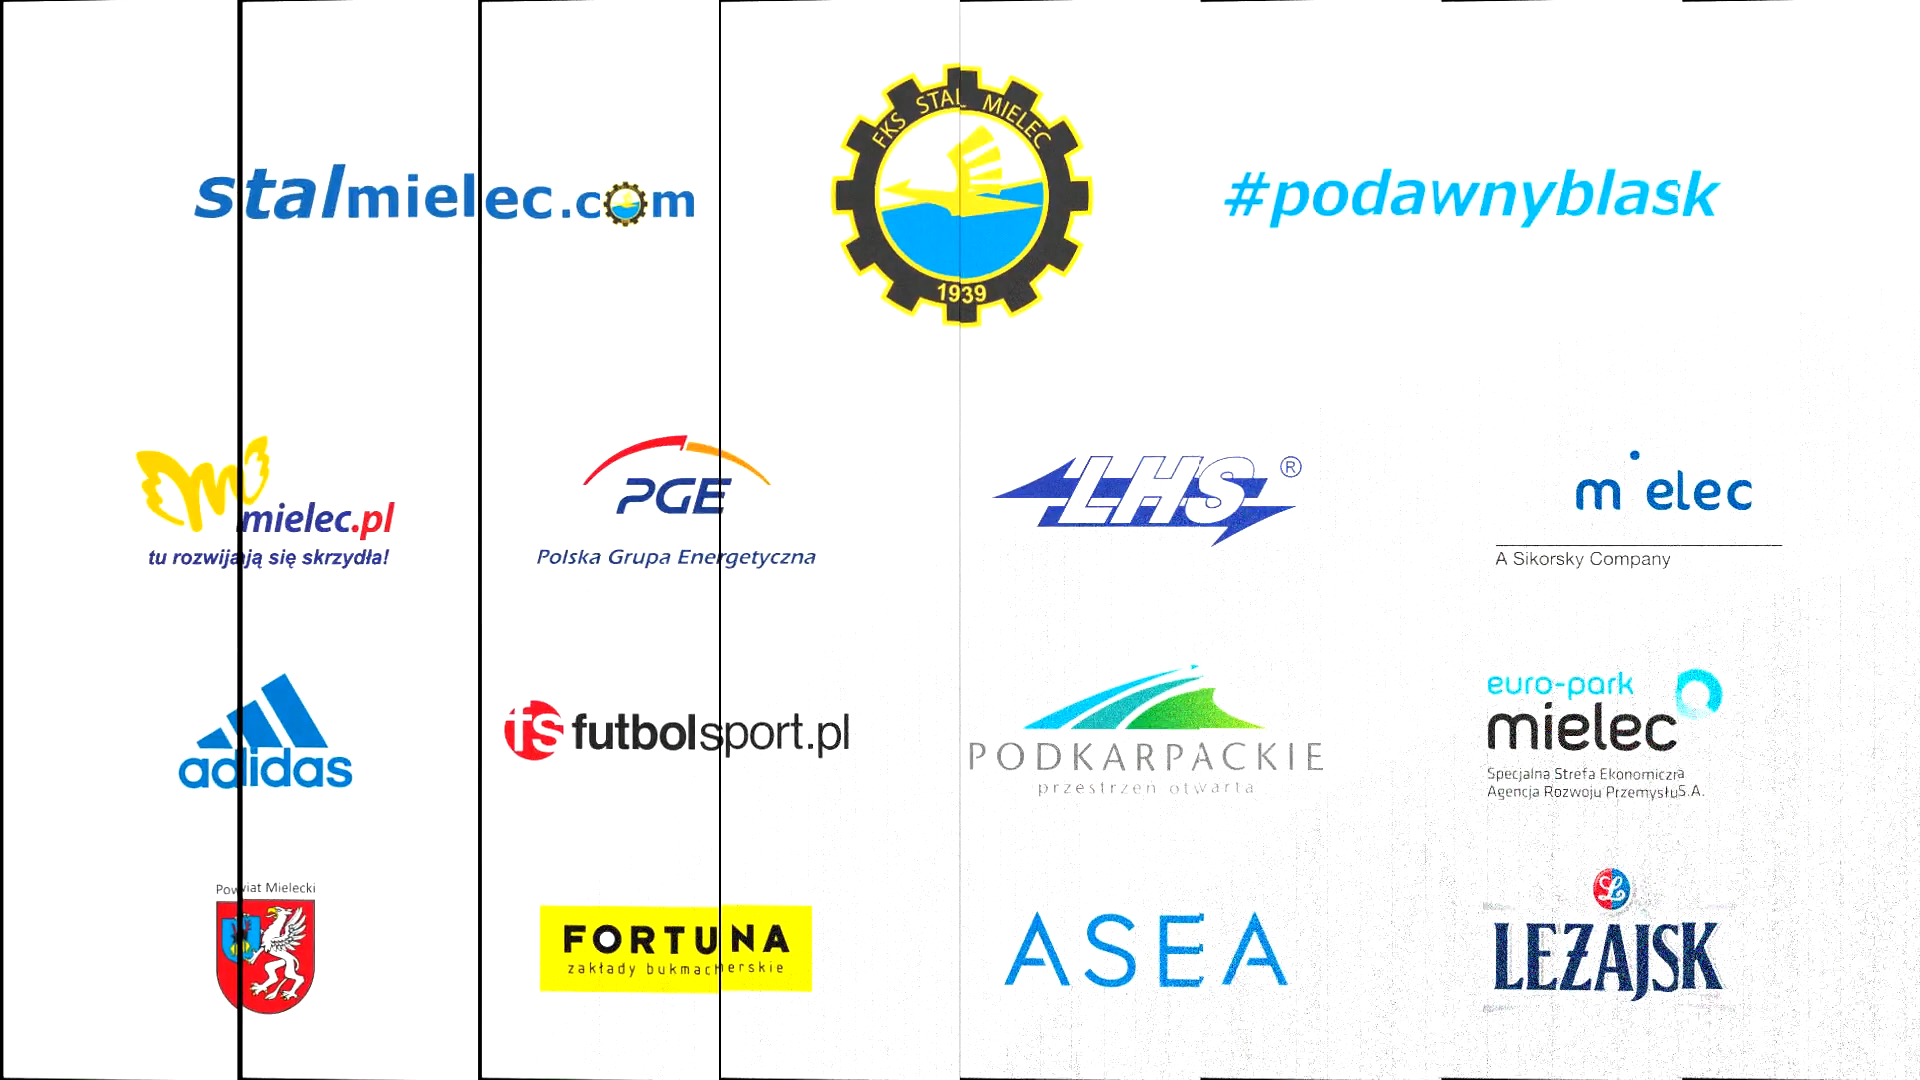 FKS STAL MIELEC
1939
stalmielec.com
#podawnyblask
mielec.pl
tu rozwijają się skrzydła!
PGE
Polska Grupa Energetyczna
LHS®
m elec
A Sikorsky Company
adidas
fs futbolsport.pl
PODKARPACKIE
przestrzeń otwarta
euro-park
mielec
Specjalna Strefa Ekonomiczna
Agencja Rozwoju Przemysłu S.A.
Powiat Mielecki
FORTUNA
zakłady bukmacherskie
ASEA
L
LEŻAJSK